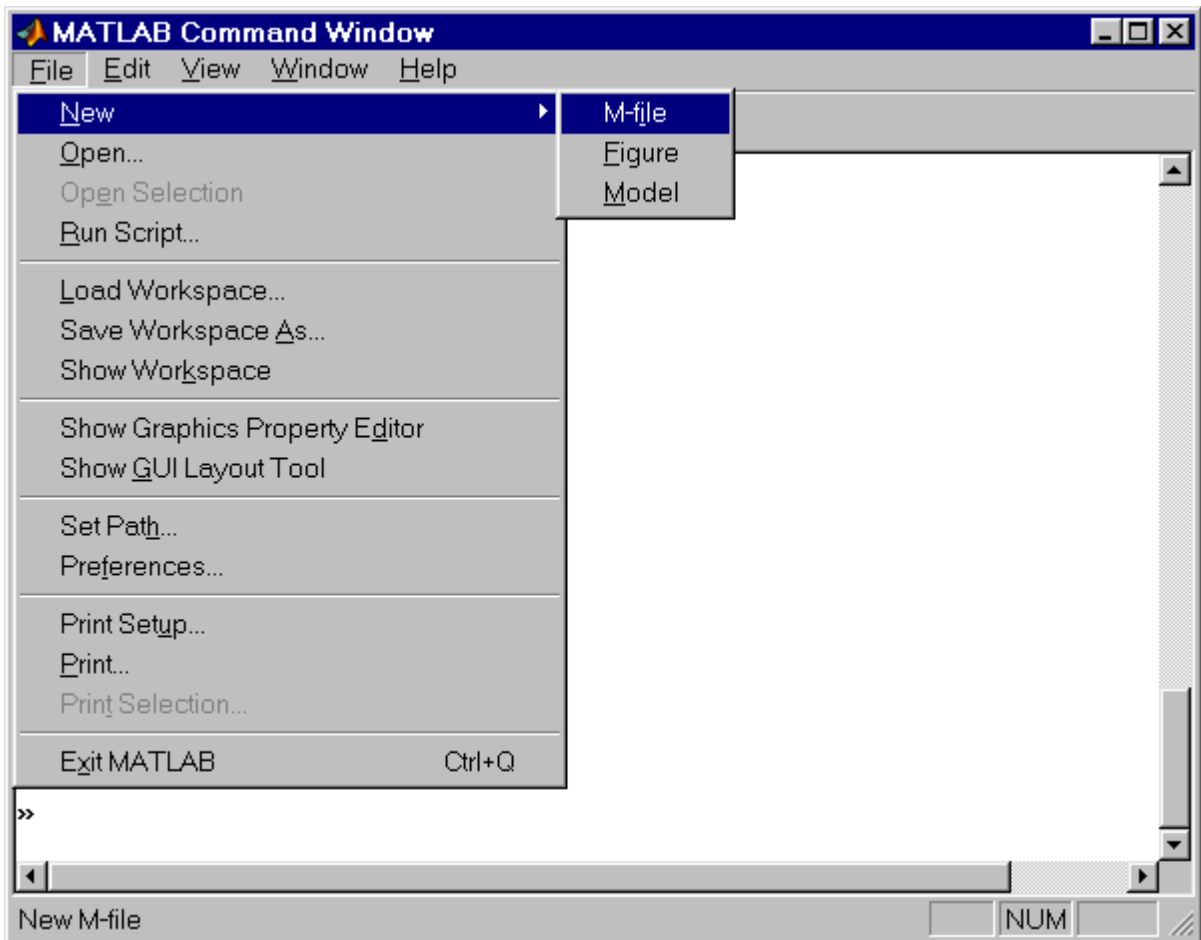 MATLAB Command Window
File Edit View Window Help
New
M-file
Figure
Model
Open...
Open Selection
Run Script...
Load Workspace...
Save Workspace As...
Show Workspace
Show Graphics Property Editor
Show GUI Layout Tool
Set Path...
Preferences...
Print Setup...
Print...
Print Selection...
Exit MATLAB Ctrl+Q
»
New M-file NUM